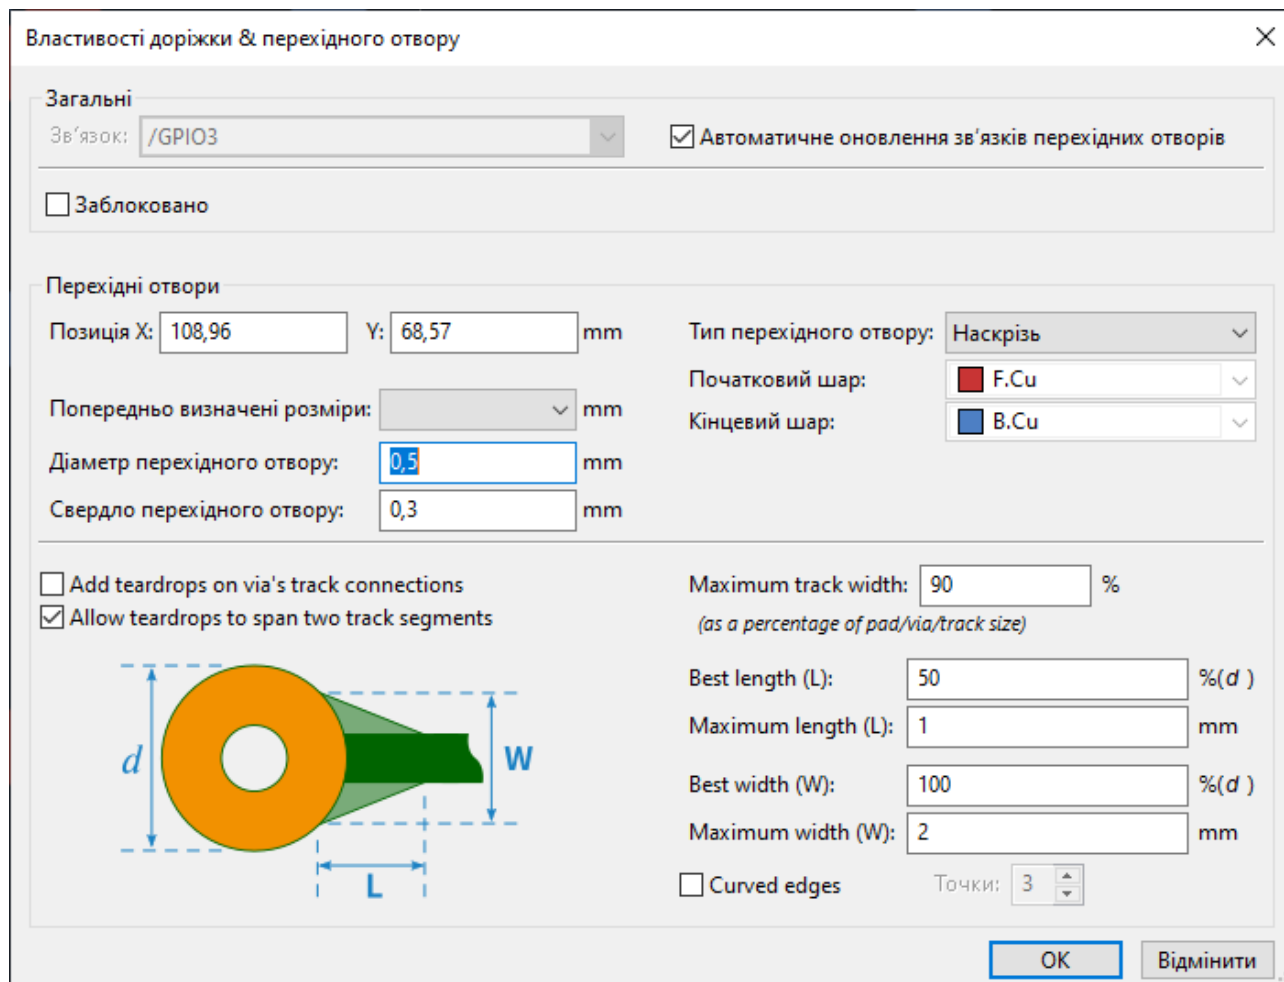 Властивості доріжки & перехідного отвору
Загальні
Зв'язок: /GPIO3
Автоматичне оновлення зв'язків перехідних отворів
Заблоковано
Перехідні отвори
Позиція X: 108,96 Y: 68,57 mm
Тип перехідного отвору: Наскрізь
Початковий шар: F.Cu
Попередньо визначені розміри: mm
Кінцевий шар: B.Cu
Діаметр перехідного отвору: 0,5 mm
Свердло перехідного отвору: 0,3 mm
Add teardrops on via's track connections
Maximum track width: 90 %
Allow teardrops to span two track segments
(as a percentage of pad/via/track size)
Best length (L): 50 %(d )
Maximum length (L): 1 mm
d
W
L
Best width (W): 100 %(d )
Maximum width (W): 2 mm
Curved edges
Точки: 3
OK
Відмінити